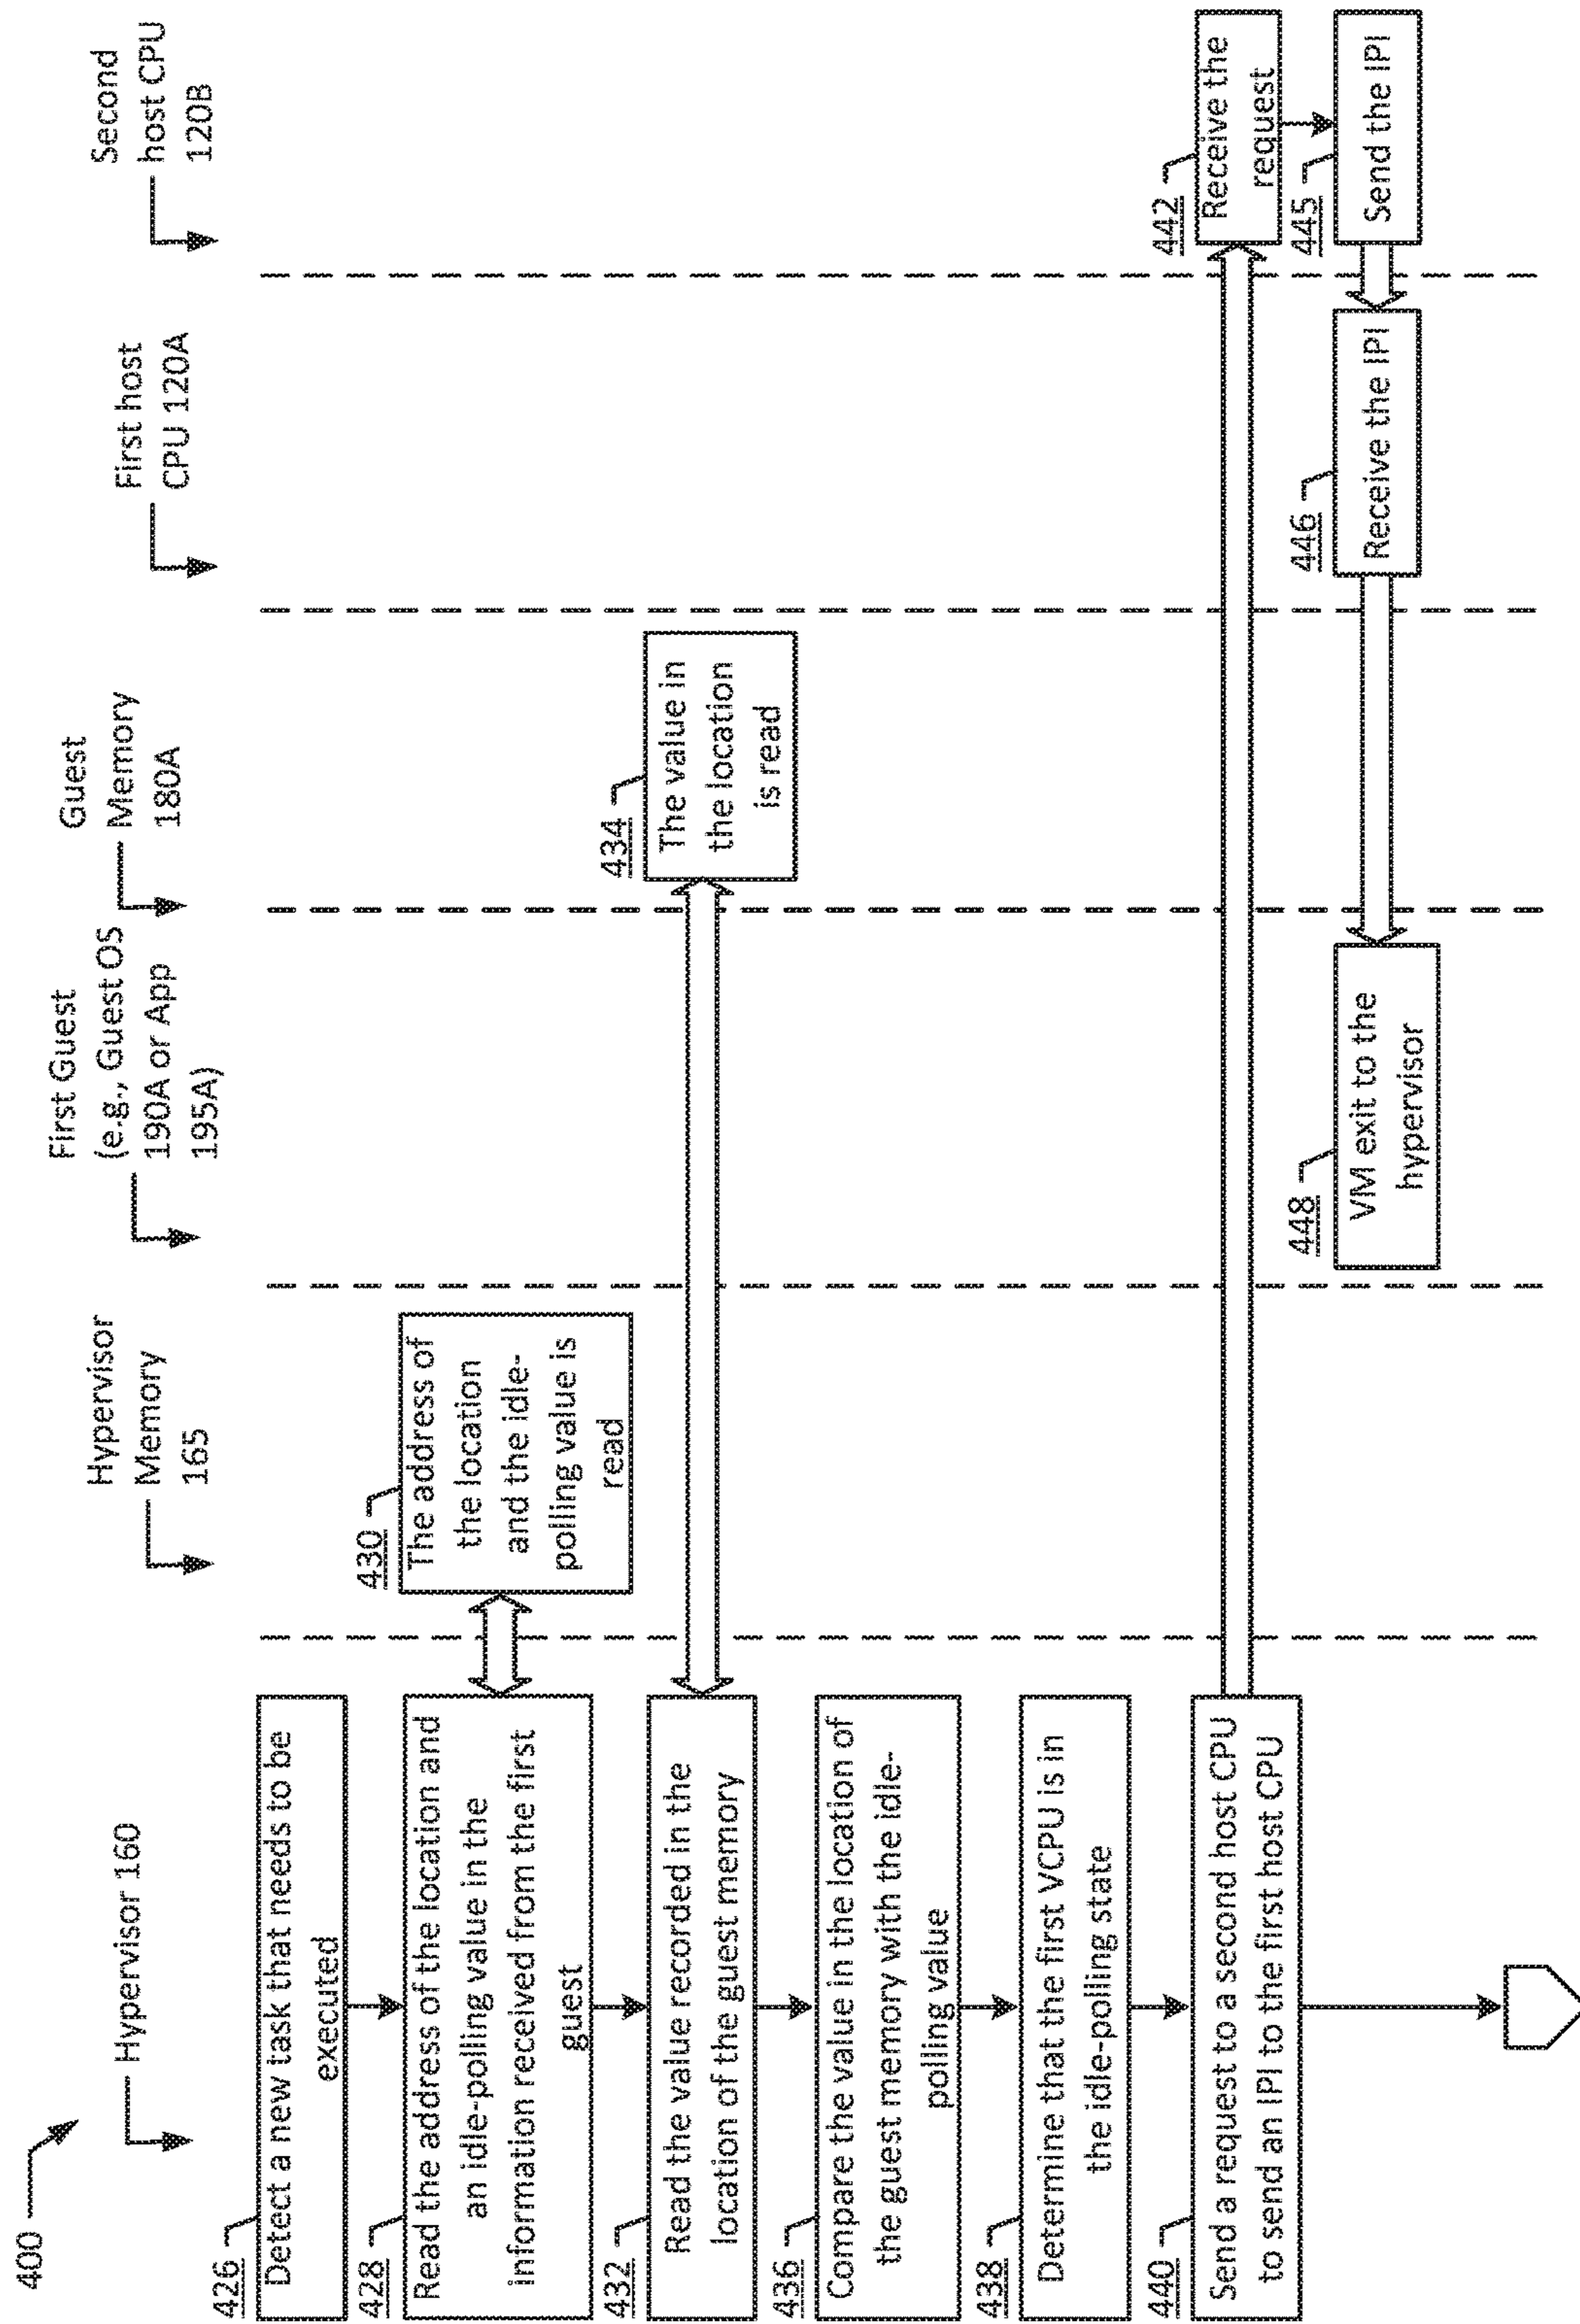 400
Hypervisor 160
Hypervisor
Memory
165
First Guest
(e.g., Guest OS
190A or App
195A)
Guest
Memory
180A
First host
CPU 120A
Second
host CPU
120B
426
Detect a new task that needs to be
executed
428
Read the address of the location and
an idle-polling value in the
information received from the first
guest
430
The address of
the location
and the idle-
polling value is
read
432
Read the value recorded in the
location of the guest memory
434
The value in
the location
is read
436
Compare the value in the location of
the guest memory with the idle-
polling value
438
Determine that the first VCPU is in
the idle-polling state
440
Send a request to a second host CPU
to send an IPI to the first host CPU
442
Receive the
request
445
Send the IPI
446
Receive the IPI
448
VM exit to the
hypervisor